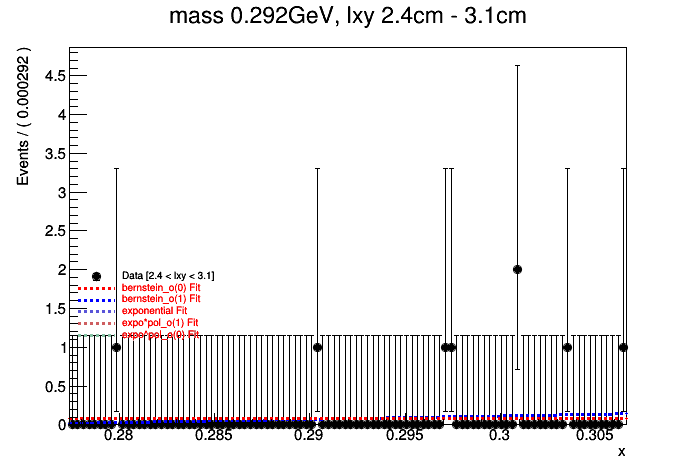 mass 0.292GeV, lxy 2.4cm - 3.1cm
Events / ( 0.000292 )
4.5
4
3.5
3
2.5
2
1.5
1
0.5
0
Data [2.4 < lxy < 3.1]
bernstein_o(0) Fit
bernstein_o(1) Fit
exponential Fit
expo*pol_o(1) Fit
expo*pol_o(0) Fit
0.28 0.285 0.29 0.295 0.3 0.305
x